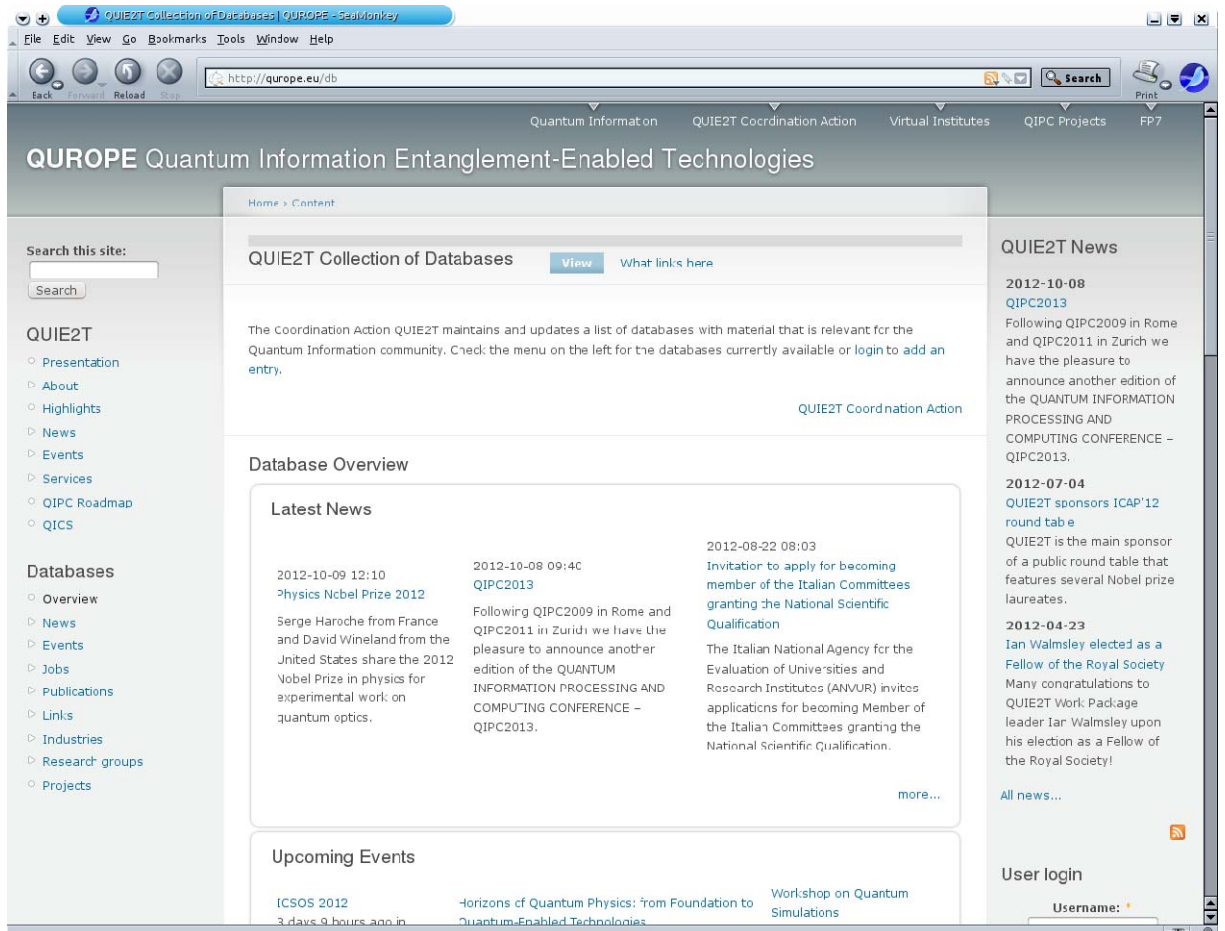 QUIE2T Collection of Databases | QUROPE - SeaMonkey
File Edit View Go Bookmarks Tools Window Help
http://qurope.eu/db
Search
Back Forward Reload Stop
Print
Quantum Information QUIE2T Coordination Action Virtual Institutes QIPC Projects FP7
QUROPE Quantum Information Entanglement-Enabled Technologies
Home › Content
Search this site:
Search
QUIE2T
Presentation
About
Highlights
News
Events
Services
QIPC Roadmap
QICS
Databases
Overview
News
Events
Jobs
Publications
Links
Industries
Research groups
Projects
QUIE2T Collection of Databases View What links here
The Coordination Action QUIE2T maintains and updates a list of databases with material that is relevant for the
Quantum Information community. Check the menu on the left for the databases currently available or login to add an
entry.
QUIE2T Coordination Action
Database Overview
Latest News
2012-10-09 12:10
Physics Nobel Prize 2012
Serge Haroche from France
and David Wineland from the
United States share the 2012
Nobel Prize in physics for
experimental work on
quantum optics.
2012-10-08 09:40
QIPC2013
Following QIPC2009 in Rome and
QIPC2011 in Zurich we have the
pleasure to announce another
edition of the QUANTUM
INFORMATION PROCESSING AND
COMPUTING CONFERENCE –
QIPC2013.
2012-08-22 08:03
Invitation to apply for becoming
member of the Italian Committees
granting the National Scientific
Qualification
The Italian National Agency for the
Evaluation of Universities and
Research Institutes (ANVUR) invites
applications for becoming Member of
the Italian Committees granting the
National Scientific Qualification.
more...
Upcoming Events
ICSOS 2012
3 days 9 hours ago in
Horizons of Quantum Physics: from Foundation to
Quantum-Enabled Technologies
Workshop on Quantum
Simulations
QUIE2T News
2012-10-08
QIPC2013
Following QIPC2009 in Rome
and QIPC2011 in Zurich we
have the pleasure to
announce another edition of
the QUANTUM INFORMATION
PROCESSING AND
COMPUTING CONFERENCE –
QIPC2013.
2012-07-04
QUIE2T sponsors ICAP'12
round table
QUIE2T is the main sponsor
of a public round table that
features several Nobel prize
laureates.
2012-04-23
Ian Walmsley elected as a
Fellow of the Royal Society
Many congratulations to
QUIE2T Work Package
leader Ian Walmsley upon
his election as a Fellow of
the Royal Society!
All news...
User login
Username: *